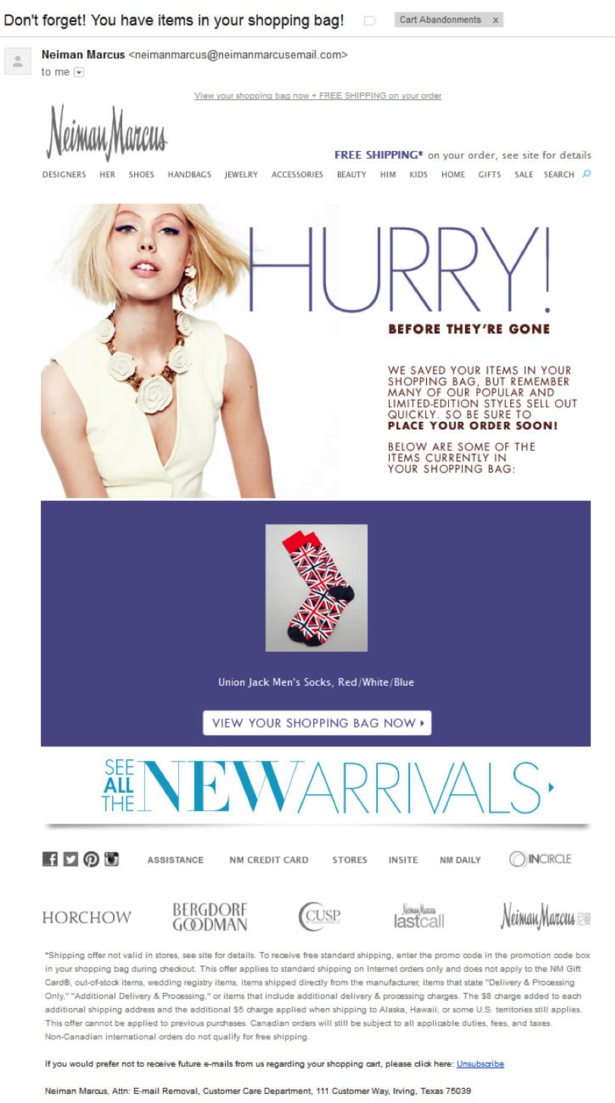 Don't forget! You have items in your shopping bag!
Cart Abandonments x
Neiman Marcus <neimanmarcus@neimanmarcusemail.com>
to me
View your shopping bag now + FREE SHIPPING on your order
Neiman Marcus
FREE SHIPPING* on your order, see site for details
DESIGNERS HER SHOES HANDBAGS JEWELRY ACCESSORIES BEAUTY HIM KIDS HOME GIFTS SALE SEARCH
HURRY!
BEFORE THEY'RE GONE
WE SAVED YOUR ITEMS IN YOUR
SHOPPING BAG, BUT REMEMBER
MANY OF OUR POPULAR AND
LIMITED-EDITION STYLES SELL OUT
QUICKLY. SO BE SURE TO
PLACE YOUR ORDER SOON!
BELOW ARE SOME OF THE
ITEMS CURRENTLY IN
YOUR SHOPPING BAG:
Union Jack Men's Socks, Red/White/Blue
VIEW YOUR SHOPPING BAG NOW
SEE
ALL
THE
NEW ARRIVALS
ASSISTANCE NM CREDIT CARD STORES INSITE NM DAILY INCIRCLE
HORCHOW
BERGDORF
GOODMAN
CUSP
Neiman Marcus
lastcall
Neiman Marcus
*Shipping offer not valid in stores, see site for details. To receive free standard shipping, enter the promo code in the promotion code box
in your shopping bag during checkout. This offer applies to standard shipping on Internet orders only and does not apply to the NM Gift
Card®, out-of-stock items, wedding registry items, items shipped directly from the manufacturer, items that state "Delivery & Processing
Only," "Additional Delivery & Processing," or items that include additional delivery & processing charges. The $8 charge added to each
additional shipping address and the additional $5 charge applied when shipping to Alaska, Hawaii, or some U.S. territories still applies.
This offer cannot be applied to previous purchases. Canadian orders will still be subject to all applicable duties, fees, and taxes.
Non-Canadian international orders do not qualify for free shipping.
If you would prefer not to receive future e-mails from us regarding your shopping cart, please click here: Unsubscribe
Neiman Marcus, Attn: E-mail Removal, Customer Care Department, 111 Customer Way, Irving, Texas 75039